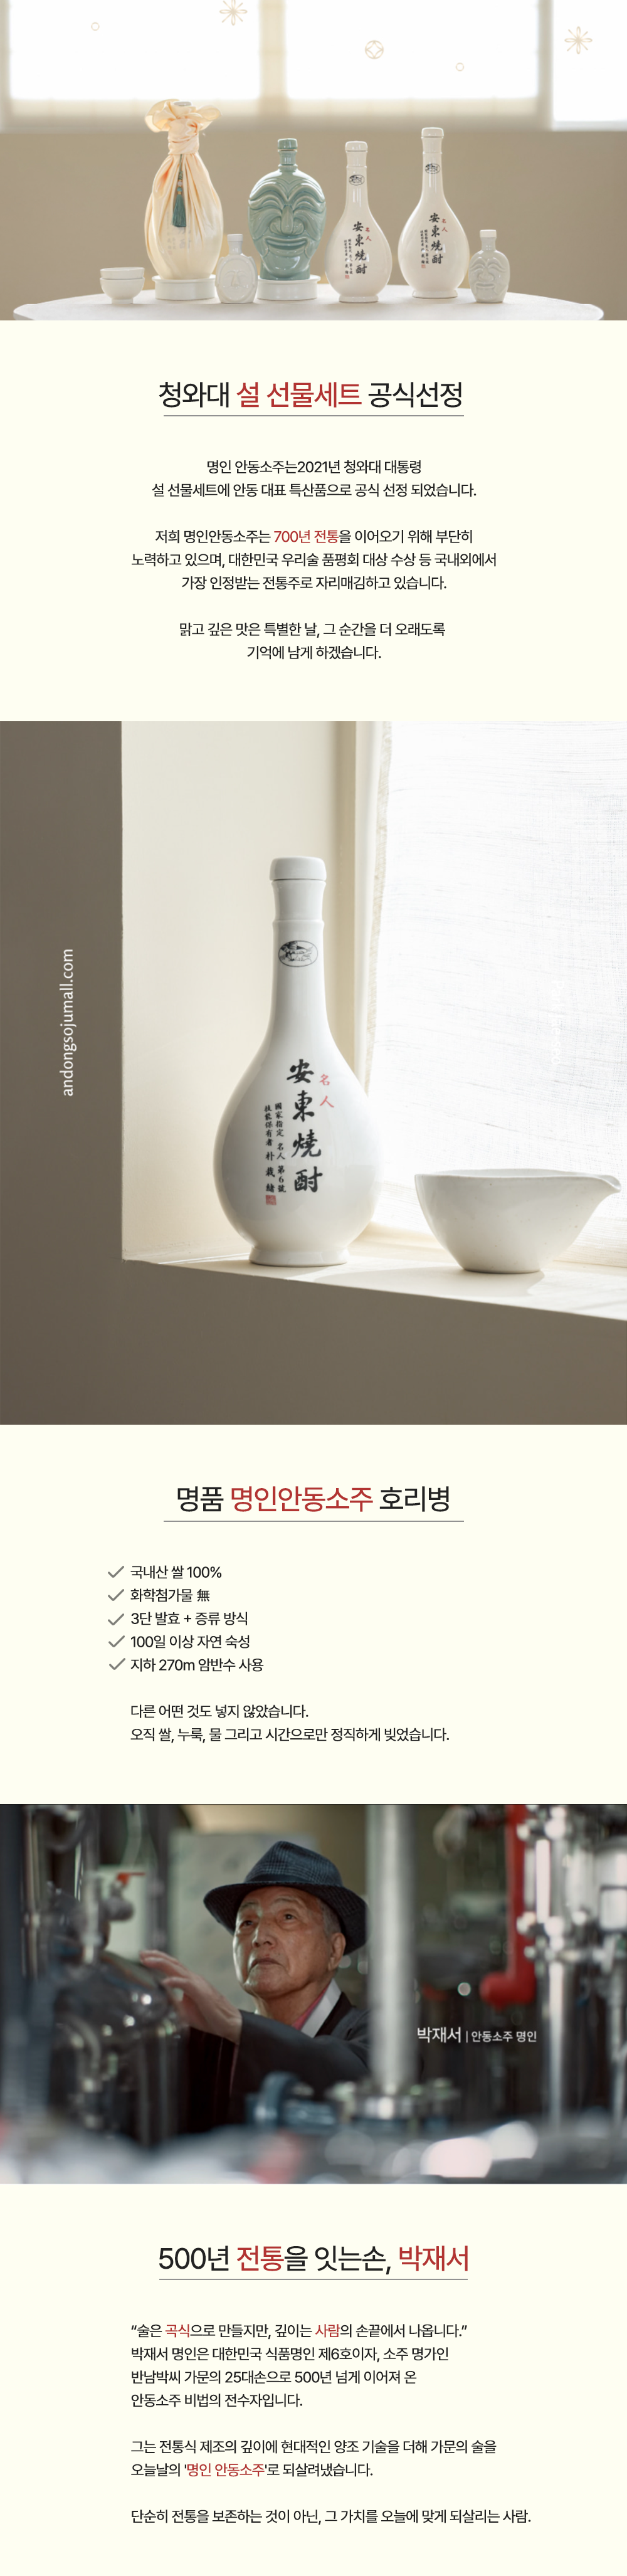 청와대 설 선물세트 공식선정
명인 안동소주는2021년 청와대 대통령
설 선물세트에 안동 대표 특산품으로 공식 선정 되었습니다.
저희 명인안동소주는 700년 전통을 이어오기 위해 부단히
노력하고 있으며, 대한민국 우리술 품평회 대상 수상 등 국내외에서
가장 인정받는 전통주로 자리매김하고 있습니다.
맑고 깊은 맛은 특별한 날, 그 순간을 더 오래도록
기억에 남게 하겠습니다.
andongsojumall.com
名人
安東燒酎
國家指定 名人 第6號
技能保有者 朴載緖
명품 명인안동소주 호리병
국내산 쌀 100%
화학첨가물 無
3단 발효 + 증류 방식
100일 이상 자연 숙성
지하 270m 암반수 사용
다른 어떤 것도 넣지 않았습니다.
오직 쌀, 누룩, 물 그리고 시간으로만 정직하게 빚었습니다.
박재서 | 안동소주 명인
500년 전통을 잇는손, 박재서
“술은 곡식으로 만들지만, 깊이는 사람의 손끝에서 나옵니다.”
박재서 명인은 대한민국 식품명인 제6호이자, 소주 명가인
반남박씨 가문의 25대손으로 500년 넘게 이어져 온
안동소주 비법의 전수자입니다.
그는 전통식 제조의 깊이에 현대적인 양조 기술을 더해 가문의 술을
오늘날의 '명인 안동소주'로 되살려냈습니다.
단순히 전통을 보존하는 것이 아닌, 그 가치를 오늘에 맞게 되살리는 사람.